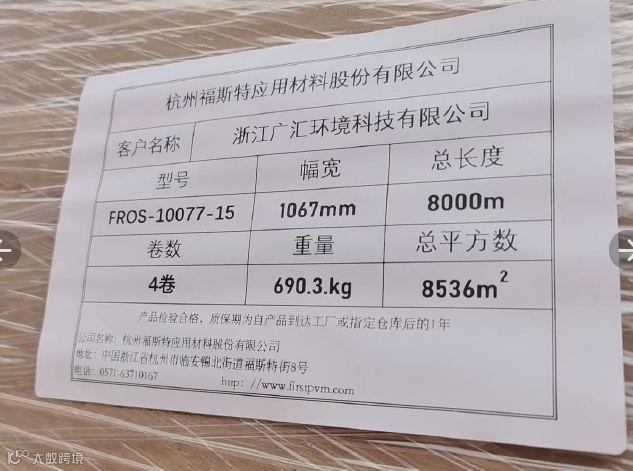 杭州福斯特应用材料股份有限公司
客户名称 浙江广汇环境科技有限公司
型号 幅宽 总长度
FROS-10077-15 1067mm 8000m
卷数 重量 总平方数
4卷 690.3.kg 8536m²
产品检验合格，质保期为自产品到达工厂或指定仓库后的1年
公司名称：杭州福斯特应用材料股份有限公司
地址：中国浙江省杭州市临安锦北街道福斯特街8号
电话：0571-63710167 http：//www.firstpvm.com
大数跨境